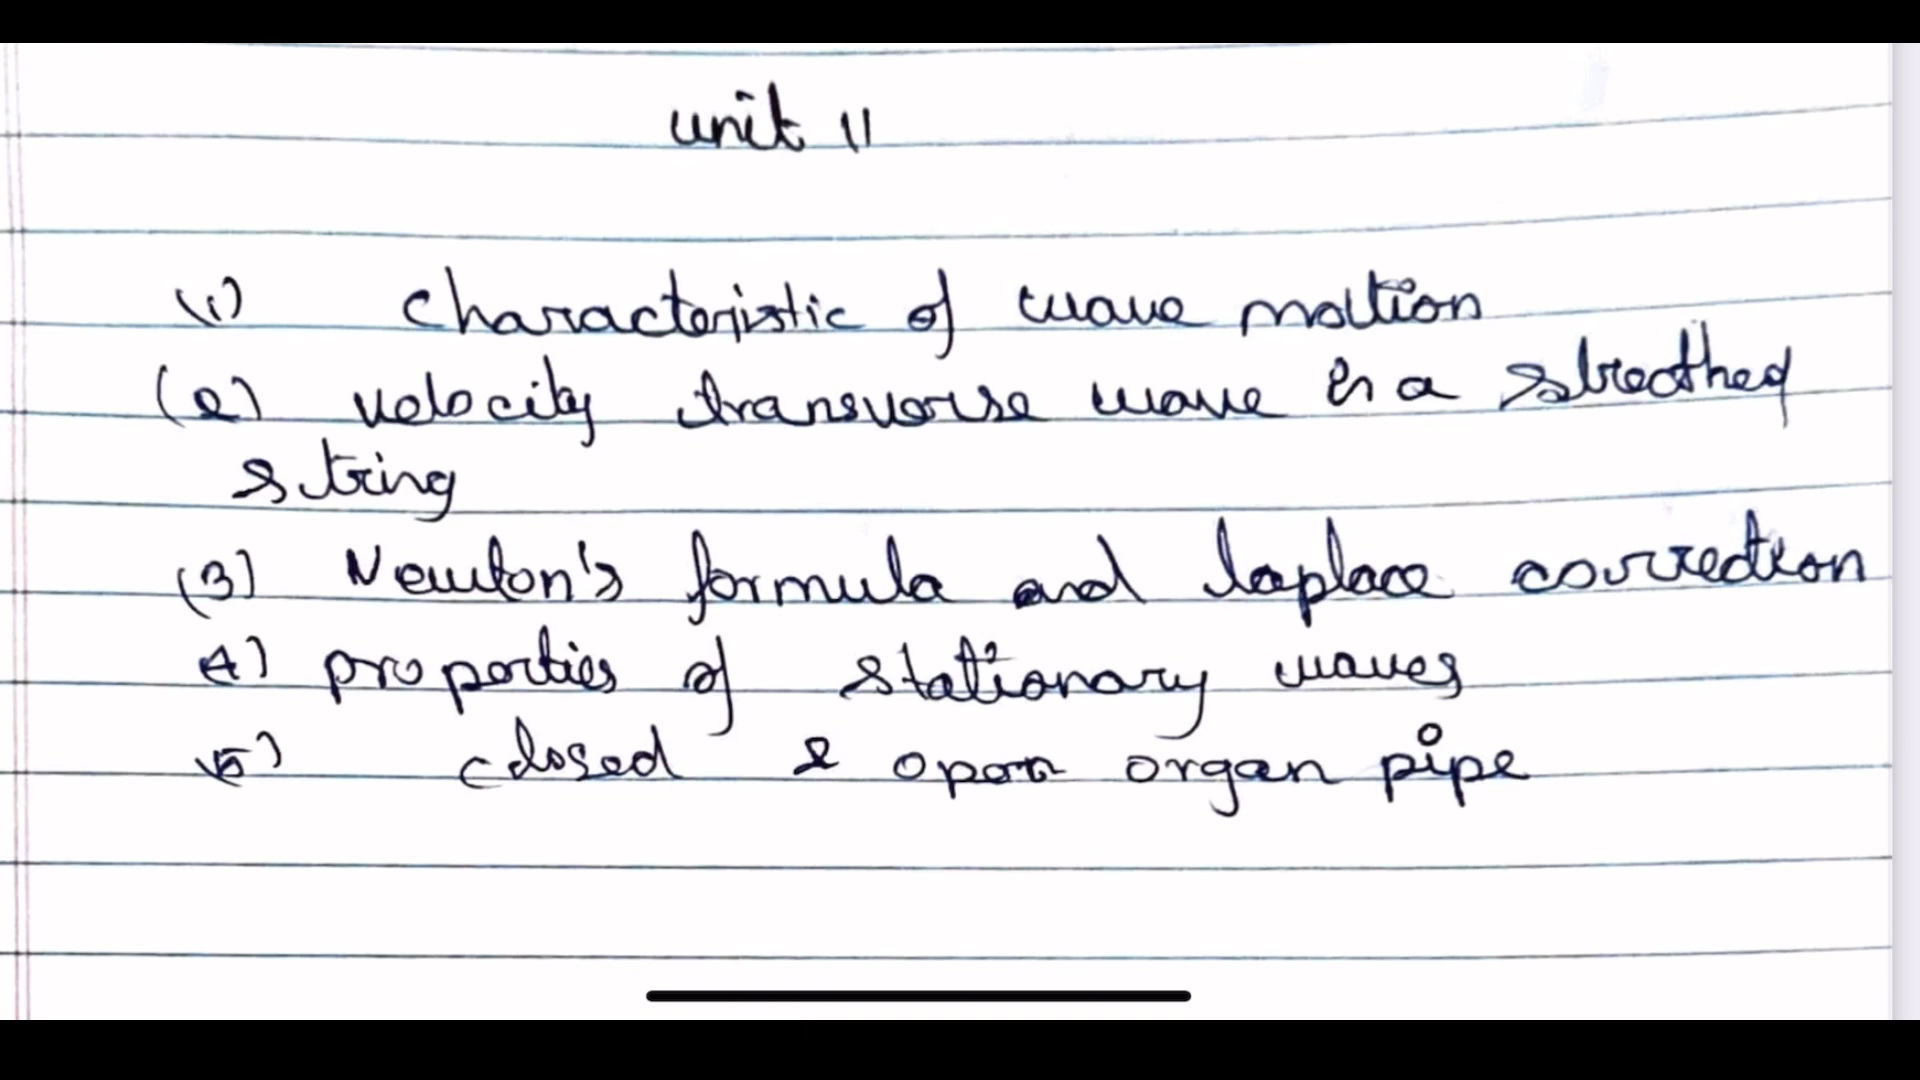 unit 11
(1) characteristic of wave motion
(2) velocity transverse wave in a stretched
string
(3) Newton's formula and laplace correction
4) properties of stationary waves
(5) closed & open organ pipe